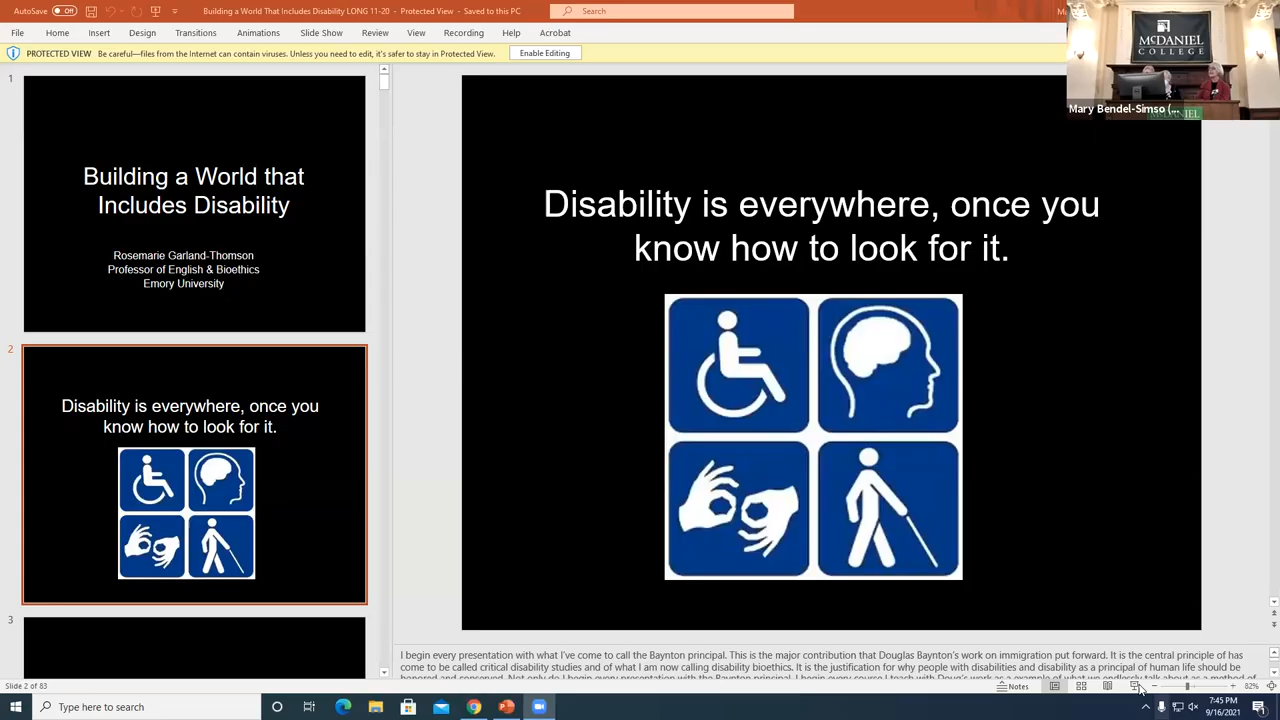 AutoSave
Off
Building a World That Includes Disability LONG 11-20 - Protected View - Saved to this PC
Search
File
Home
Insert
Design
Transitions
Animations
Slide Show
Review
View
Recording
Help
Acrobat
PROTECTED VIEW
Be careful—files from the Internet can contain viruses. Unless you need to edit, it's safer to stay in Protected View.
Enable Editing
McDANIEL
COLLEGE
Mary Bendel-Simso (...
McDANIEL
1
Building a World that
Includes Disability
Rosemarie Garland-Thomson
Professor of English & Bioethics
Emory University
2
Disability is everywhere, once you
know how to look for it.
3
Disability is everywhere, once you
know how to look for it.
I begin every presentation with what I've come to call the Baynton principal. This is the major contribution that Douglas Baynton's work on immigration put forward. It is the central principle of has
come to be called critical disability studies and of what I am now calling disability bioethics. It is the justification for why people with disabilities and disability as a principal of human life should be
Slide 2 of 83
Notes
82%
Type here to search
7:45 PM
9/16/2021